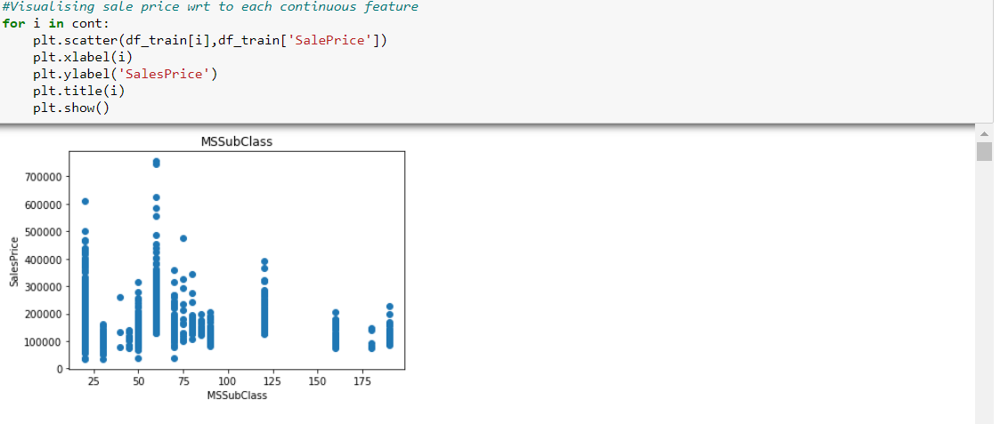 #Visualising sale price wrt to each continuous feature
for i in cont:
    plt.scatter(df_train[i],df_train['SalePrice'])
    plt.xlabel(i)
    plt.ylabel('SalesPrice')
    plt.title(i)
    plt.show()
MSSubClass
700000
600000
500000
400000
300000
200000
100000
0
SalesPrice
25 50 75 100 125 150 175
MSSubClass